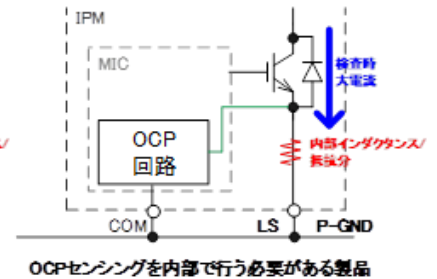 IPM
MIC
検査時
大電流
OCP
回路
内部インダクタンス/
抵抗分
COM
LS
P-GND
OCPセンシングを内部で行う必要がある製品